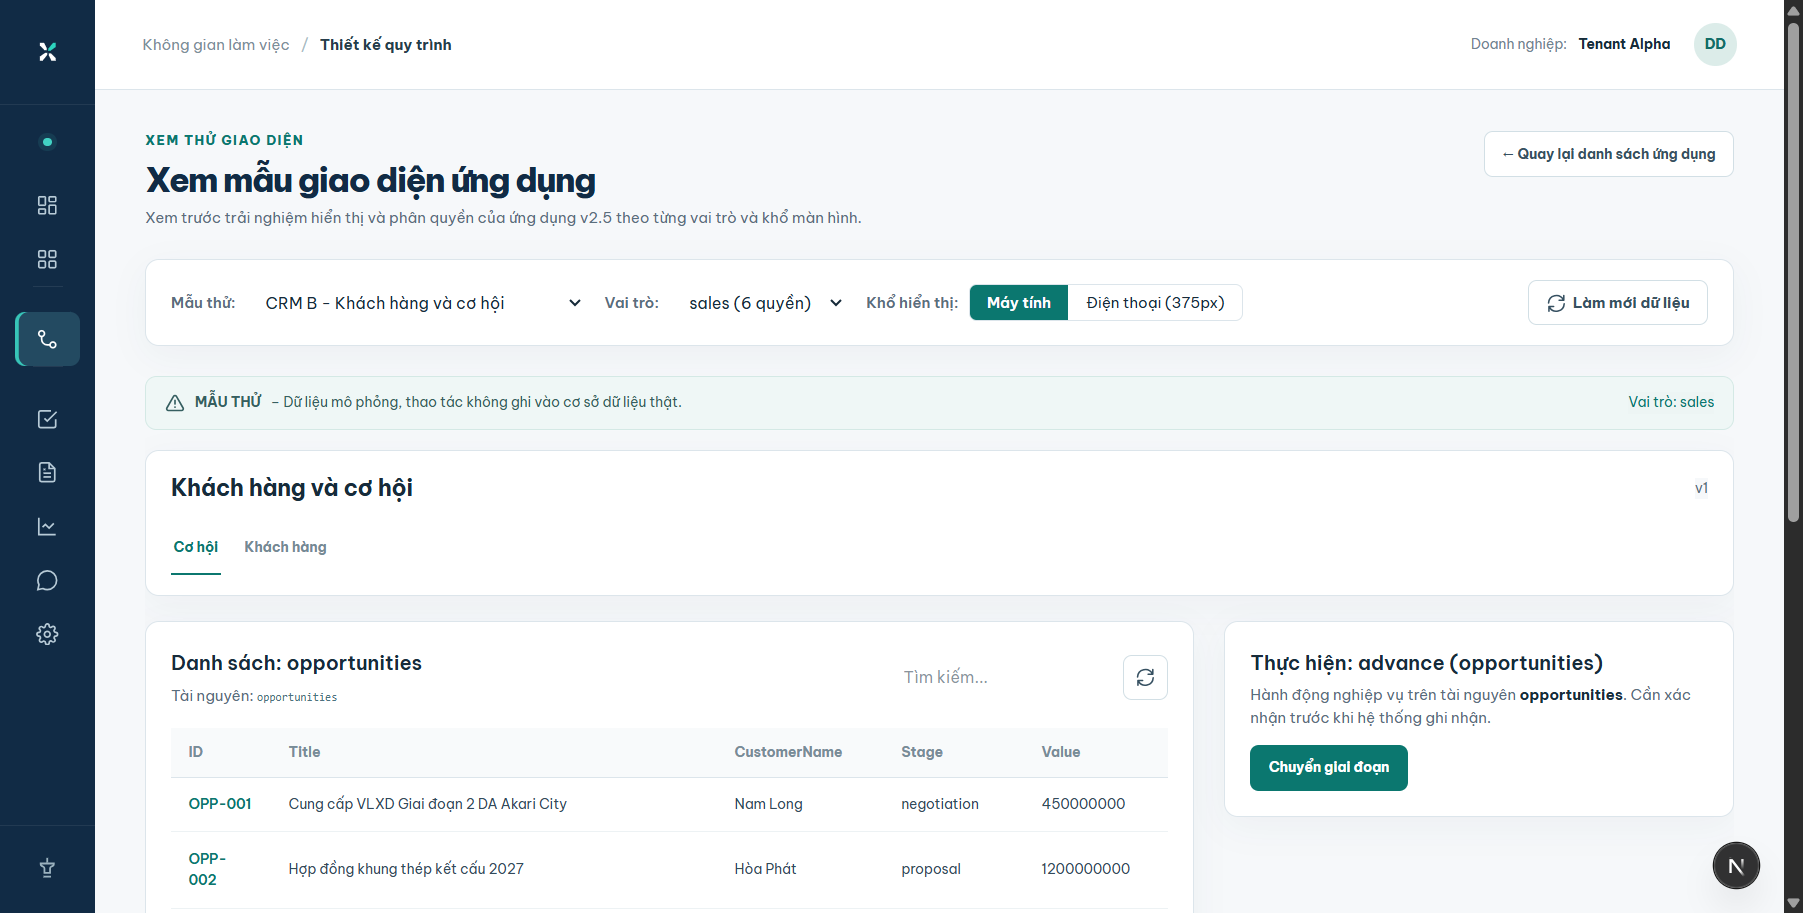 Không gian làm việc / Thiết kế quy trình
Doanh nghiệp: Tenant Alpha
DD
XEM THỬ GIAO DIỆN
Xem mẫu giao diện ứng dụng
Xem trước trải nghiệm hiển thị và phân quyền của ứng dụng v2.5 theo từng vai trò và khổ màn hình.
← Quay lại danh sách ứng dụng
Mẫu thử: CRM B - Khách hàng và cơ hội
Vai trò: sales (6 quyền)
Khổ hiển thị: Máy tính Điện thoại (375px)
Làm mới dữ liệu
MẪU THỬ – Dữ liệu mô phỏng, thao tác không ghi vào cơ sở dữ liệu thật.
Vai trò: sales
Khách hàng và cơ hội
v1
Cơ hội Khách hàng
Danh sách: opportunities
Tài nguyên: opportunities
Tìm kiếm...
ID Title CustomerName Stage Value
OPP-001 Cung cấp VLXD Giai đoạn 2 DA Akari City Nam Long negotiation 450000000
OPP-
002 Hợp đồng khung thép kết cấu 2027 Hòa Phát proposal 1200000000
Thực hiện: advance (opportunities)
Hành động nghiệp vụ trên tài nguyên opportunities. Cần xác
nhận trước khi hệ thống ghi nhận.
Chuyển giai đoạn
N